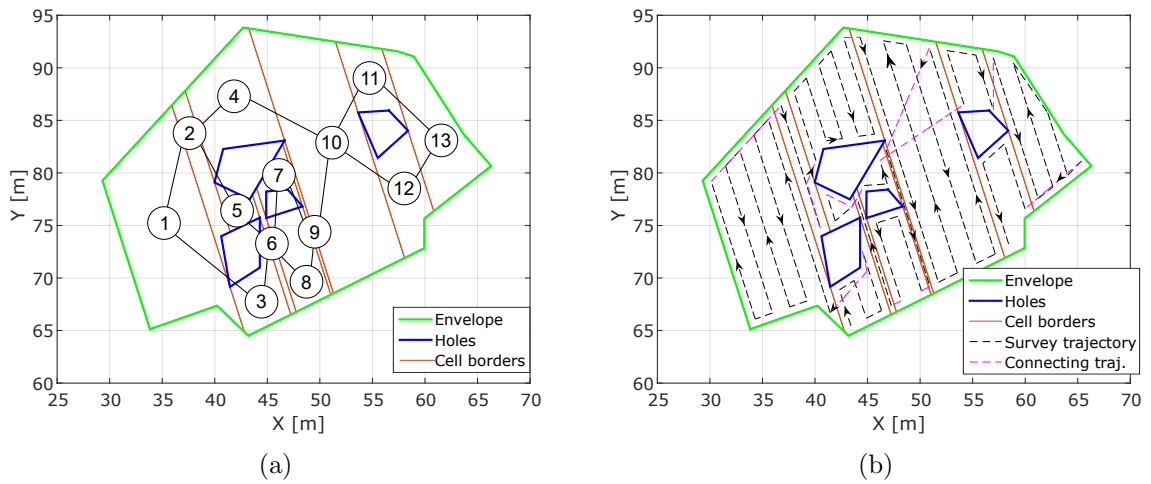 95
90
85
80
75
70
65
60
25 30 35 40 45 50 55 60 65 70
Y [m]
X [m]
1
2
3
4
5
6
7
8
9
10
11
12
13
Envelope
Holes
Cell borders
(a)
95
90
85
80
75
70
65
60
25 30 35 40 45 50 55 60 65 70
Y [m]
X [m]
Envelope
Holes
Cell borders
Survey trajectory
Connecting traj.
(b)